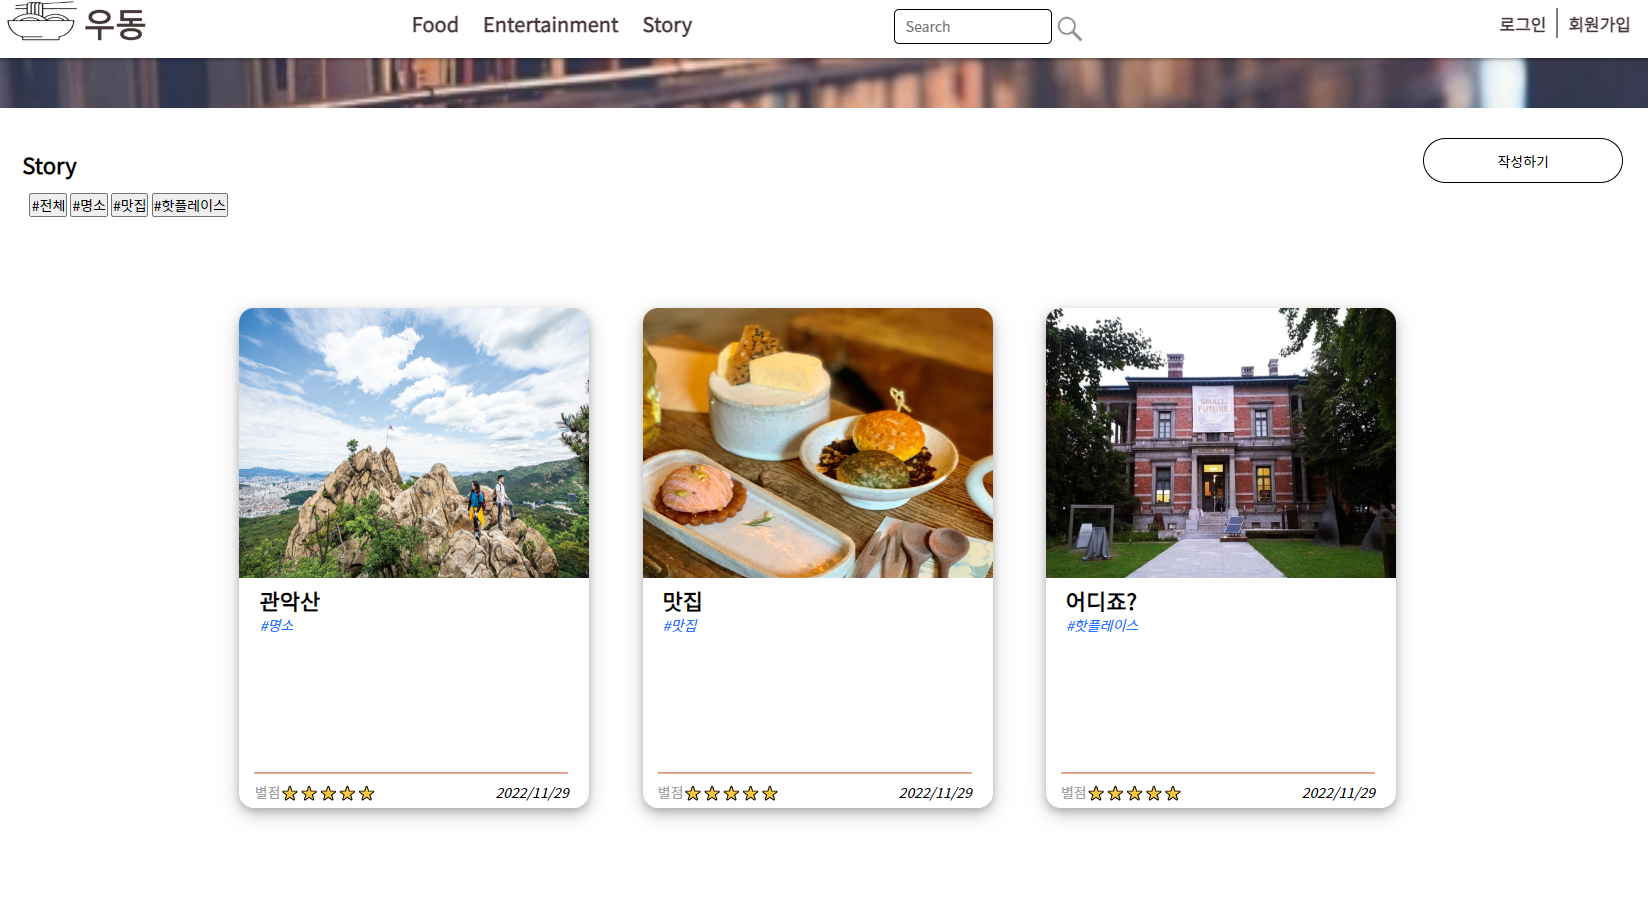 우동
Food Entertainment Story
Search
로그인 회원가입
Story
작성하기
#전체 #명소 #맛집 #핫플레이스
SMALL
FUTURE
관악산
#명소
별점 2022/11/29
맛집
#맛집
별점 2022/11/29
어디죠?
#핫플레이스
별점 2022/11/29